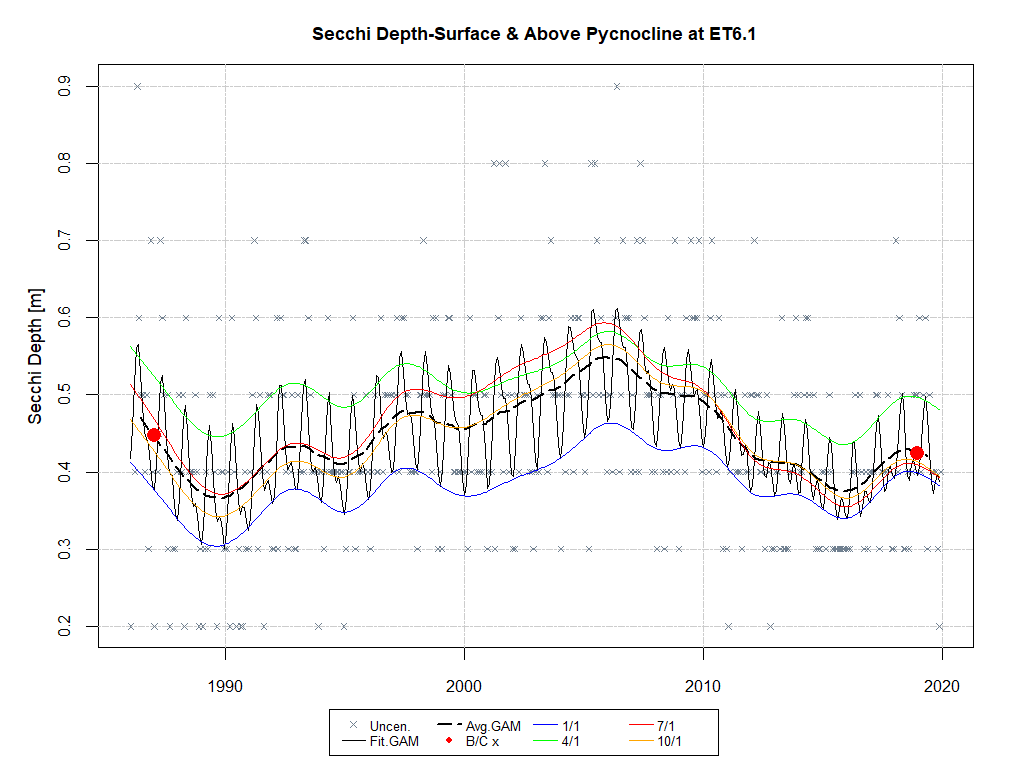 Secchi Depth-Surface & Above Pycnocline at ET6.1
Secchi Depth [m]
0.9
0.8
0.7
0.6
0.5
0.4
0.3
0.2
1990 2000 2010 2020
Uncen. Avg.GAM 1/1 7/1
Fit.GAM B/C x 4/1 10/1